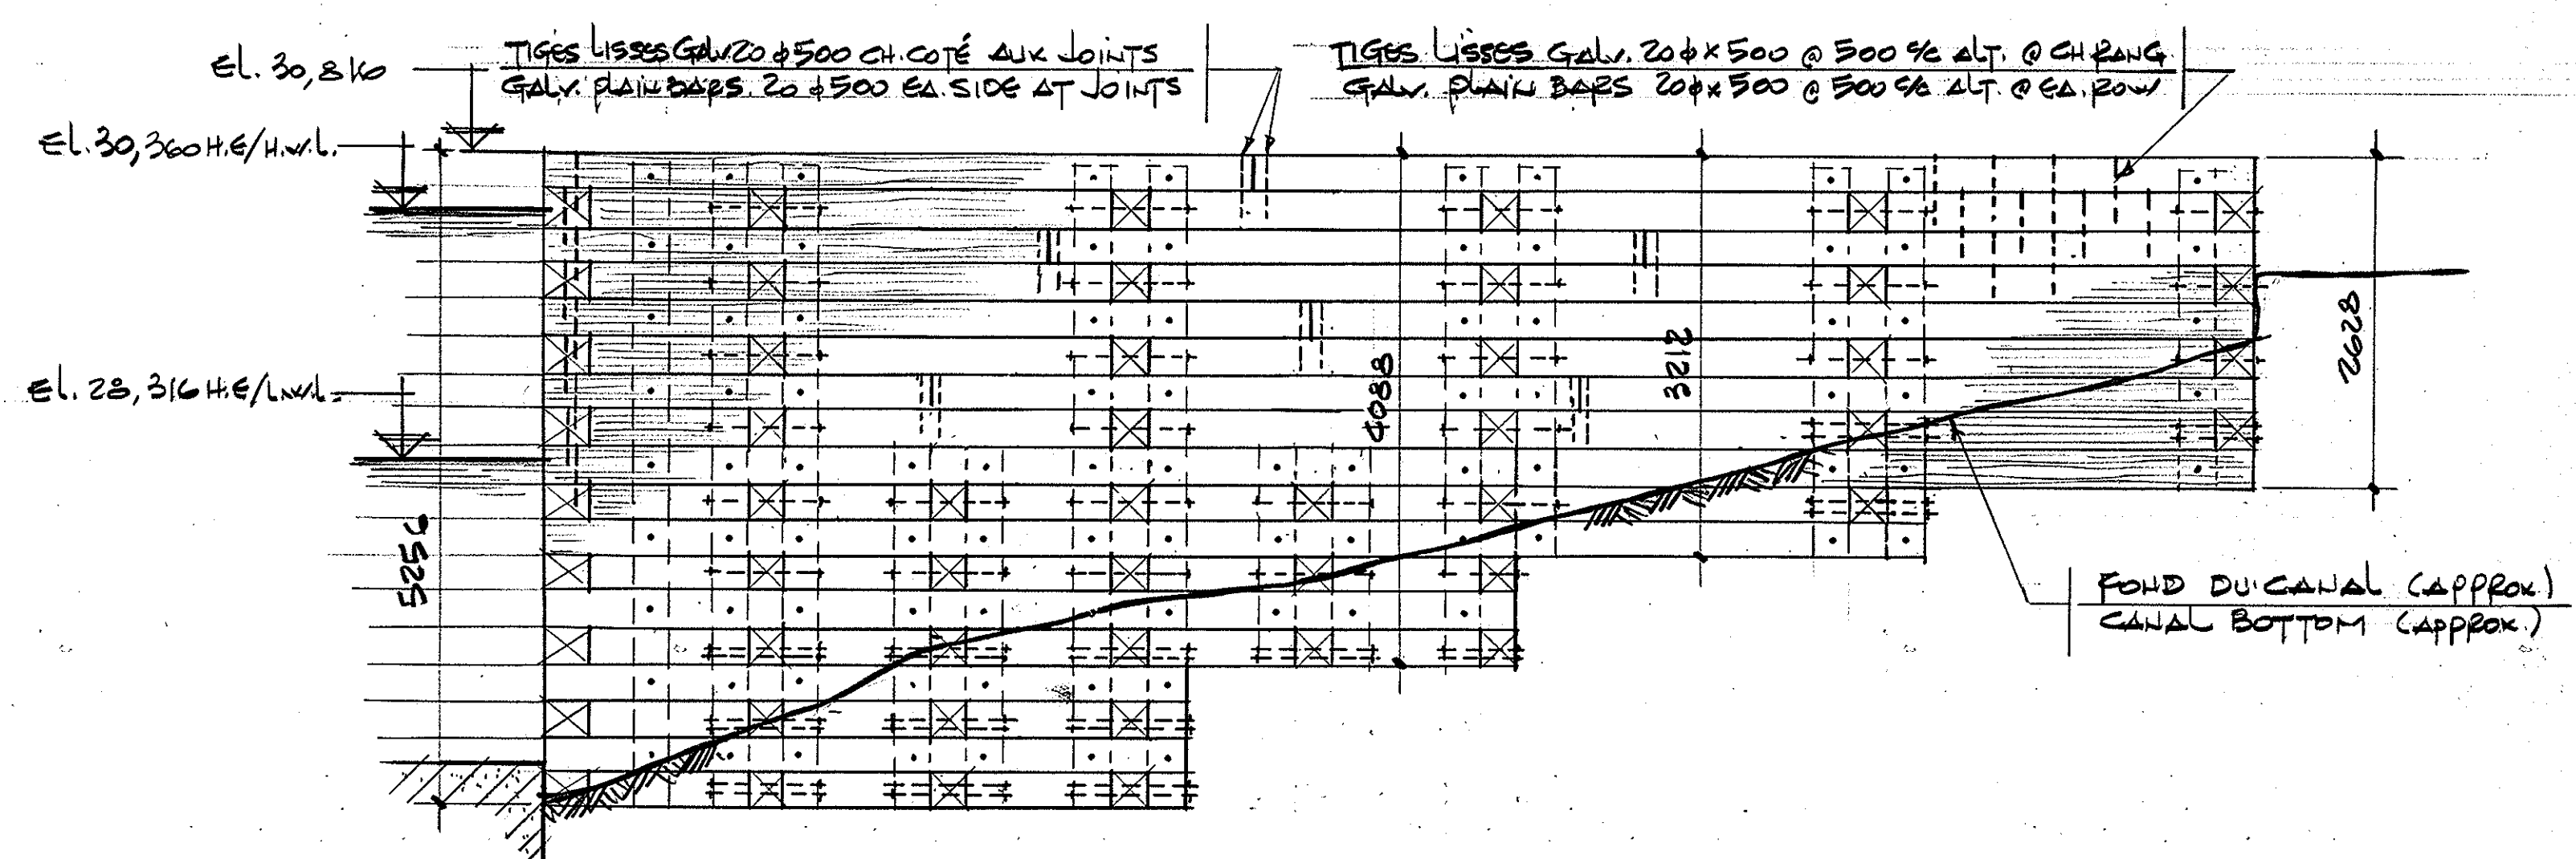 El. 30,816
TIGES LISSES GALV. 20 ϕ 500 CH. COTÉ AUX JOINTS
GALV. PLAIN BARS. 20 ϕ 500 EA. SIDE AT JOINTS
TIGES LISSES GALV. 20 ϕ x 500 @ 500 c/c ALT. @ CH RANG
GALV. PLAIN BARS 20 ϕ x 500 @ 500 c/c ALT. @ EA. ROW
El. 30,360 H.E/H.W.L.
El. 28,316 H.E/L.W.L.
5256
4088
2628
FOND DU CANAL (APPROX.)
CANAL BOTTOM (APPROX.)